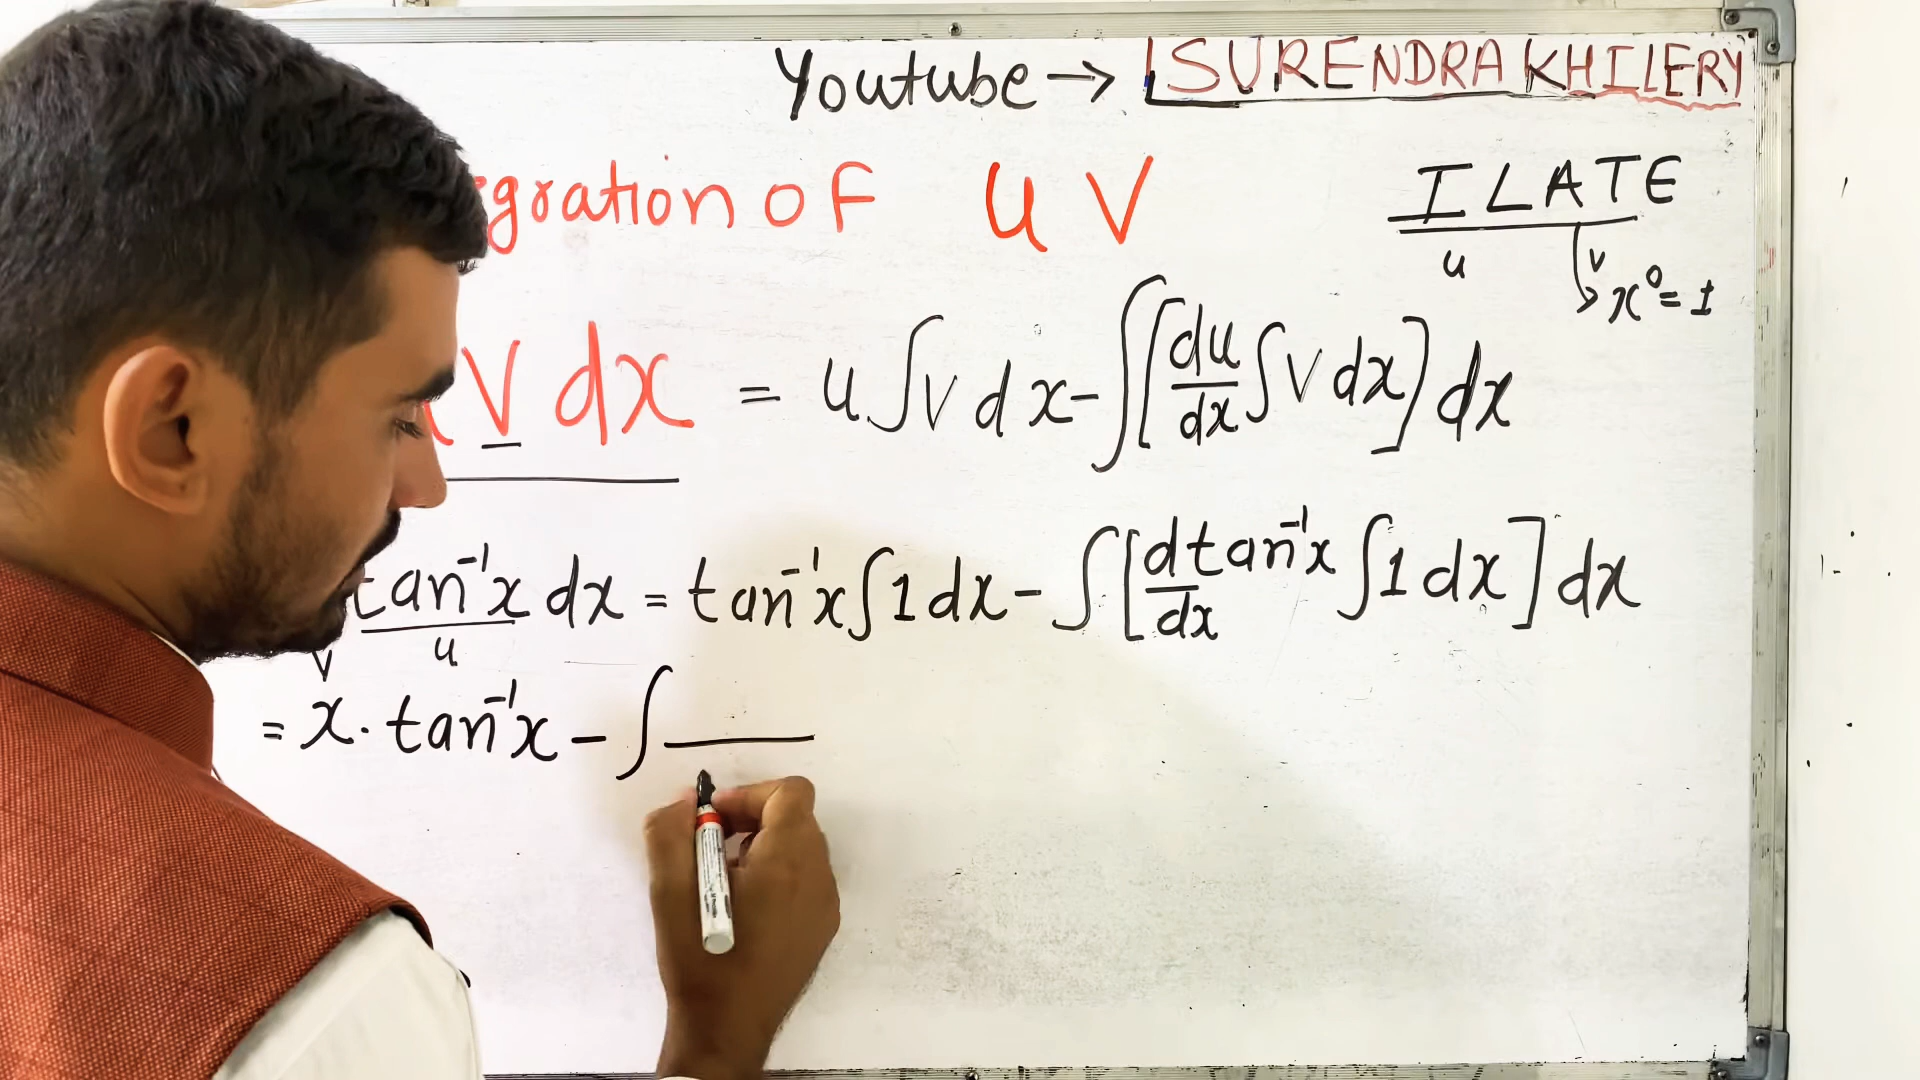 Youtube → SURENDRA KHILERY
gration OF U V
ILATE
u v
x⁰ = 1
V dx = u∫v dx - ∫[du/dx ∫v dx] dx
tan⁻¹x dx = tan⁻¹x ∫1 dx - ∫[d tan⁻¹x/dx ∫1 dx] dx
v u
= x · tan⁻¹x - ∫